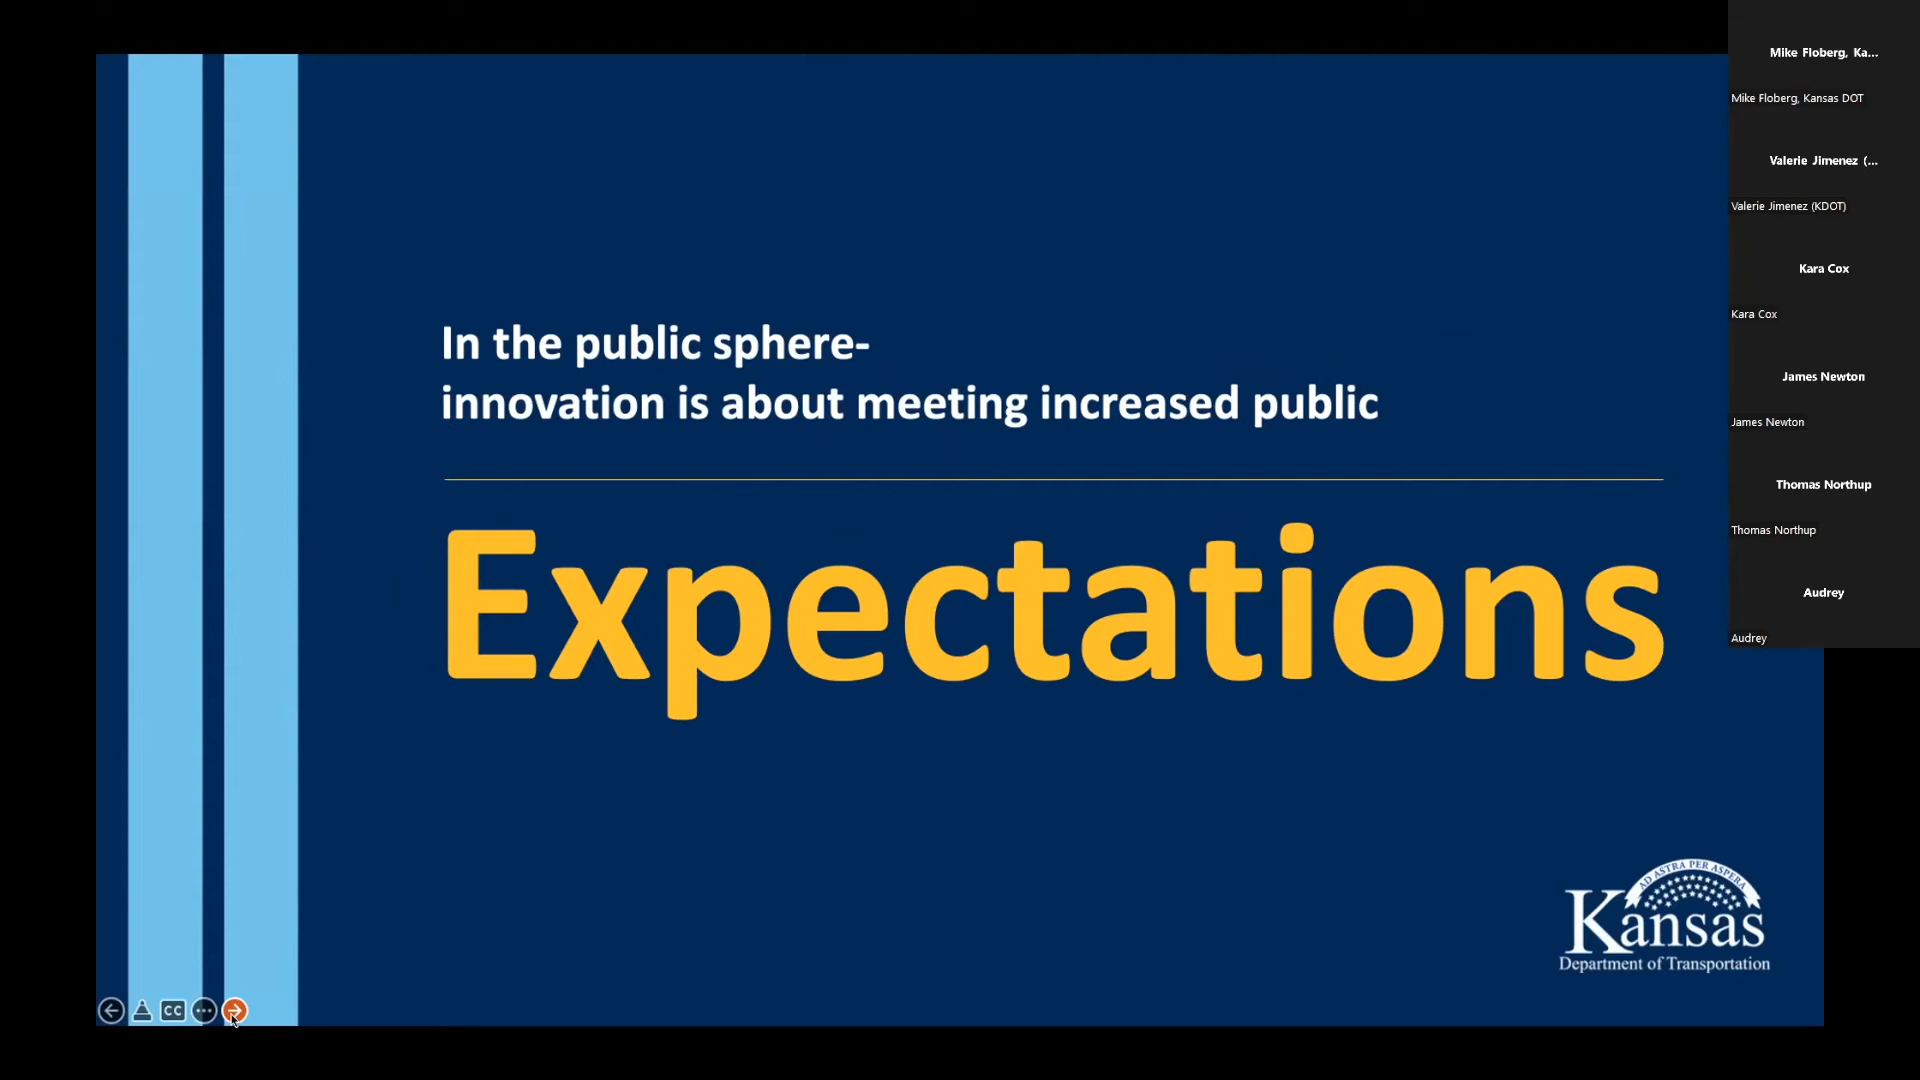 In the public sphere-
innovation is about meeting increased public
Expectations
AD ASTRA PER ASPERA
Kansas
Department of Transportation
CC
Mike Floberg, Ka...
Mike Floberg, Kansas DOT
Valerie Jimenez (...
Valerie Jimenez (KDOT)
Kara Cox
Kara Cox
James Newton
James Newton
Thomas Northup
Thomas Northup
Audrey
Audrey